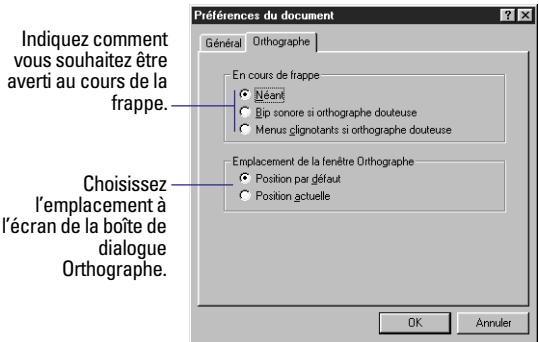 Préférences du document
Général Orthographe
Indiquez comment
vous souhaitez être
averti au cours de la
frappe.
En cours de frappe
Néant
Bip sonore si orthographe douteuse
Menus clignotants si orthographe douteuse
Choisissez
l'emplacement à
l'écran de la boîte de
dialogue
Orthographe.
Emplacement de la fenêtre Orthographe
Position par défaut
Position actuelle
OK Annuler